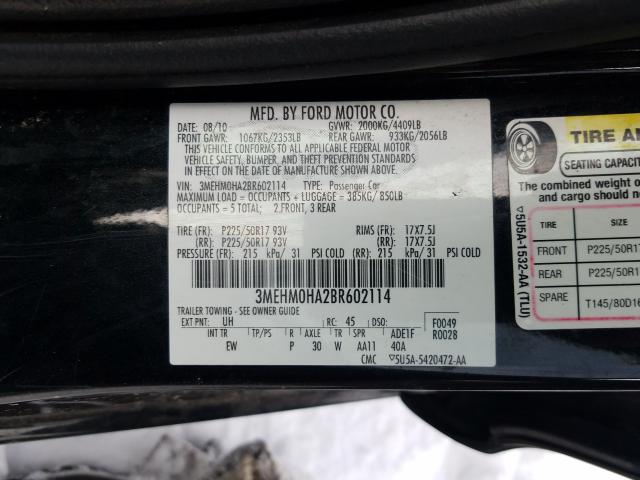 MFD. BY FORD MOTOR CO.
DATE: 08/10 GVWR: 2000KG/4409LB
FRONT GAWR: 1067KG/2353LB REAR GAWR: 933KG/2056LB
THIS VEHICLE CONFORMS TO ALL APPLICABLE FEDERAL MOTOR
VEHICLE SAFETY, BUMPER, AND THEFT PREVENTION STANDARDS
IN EFFECT ON THE DATE OF MANUFACTURE SHOWN ABOVE.
VIN: 3MEHM0HA2BR602114 TYPE: Passenger Car
MAXIMUM LOAD = OCCUPANTS + LUGGAGE = 385KG/850LB
OCCUPANTS = 5 TOTAL; 2 FRONT, 3 REAR
TIRE (FR): P225/50R17 93V RIMS (FR): 17X7.5J
(RR): P225/50R17 93V (RR): 17X7.5J
PRESSURE (FR): 215 kPa/ 31 PSI COLD (RR): 215 kPa/ 31 PSI COLD
3MEHM0HA2BR602114
TRAILER TOWING - SEE OWNER GUIDE
EXT PNT: UH RC: 45 DSO: F0049
INT TR TP/PS R AXLE TR SPR ADE1F R0028
EW P 30 W AA11 40A
CMC ▽5U5A-5420472-AA
TIRE
SEATING CAPACITY
The combined weight o
and cargo should
▽5U5A-1532-AA (TLU)
TIRE SIZE
FRONT P225/50R17
REAR P225/50R1
SPARE T145/80D16